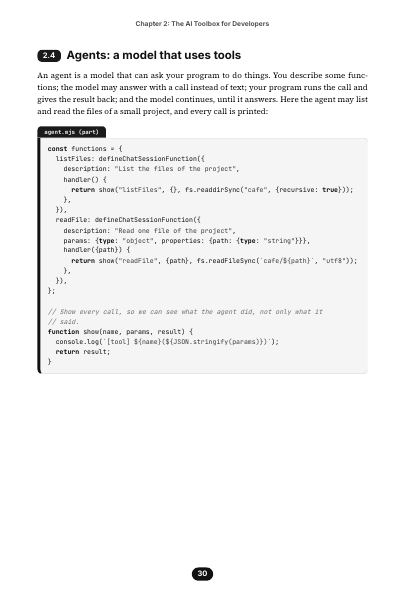 Chapter 2: The AI Toolbox for Developers
2.4 Agents: a model that uses tools
An agent is a model that can ask your program to do things. You describe some func-
tions; the model may answer with a call instead of text; your program runs the call and
gives the result back; and the model continues, until it answers. Here the agent may list
and read the files of a small project, and every call is printed:
agent.mjs (part)
const functions = {
  listFiles: defineChatSessionFunction({
    description: "List the files of the project",
    handler() {
      return show("listFiles", {}, fs.readdirSync("cafe", {recursive: true}));
    },
  }),
  readFile: defineChatSessionFunction({
    description: "Read one file of the project",
    params: {type: "object", properties: {path: {type: "string"}}},
    handler({path}) {
      return show("readFile", {path}, fs.readFileSync(`cafe/${path}`, "utf8"));
    },
  }),
};

// Show every call, so we can see what the agent did, not only what it
// said.
function show(name, params, result) {
  console.log(`[tool] ${name}(${JSON.stringify(params)})`);
  return result;
}
30